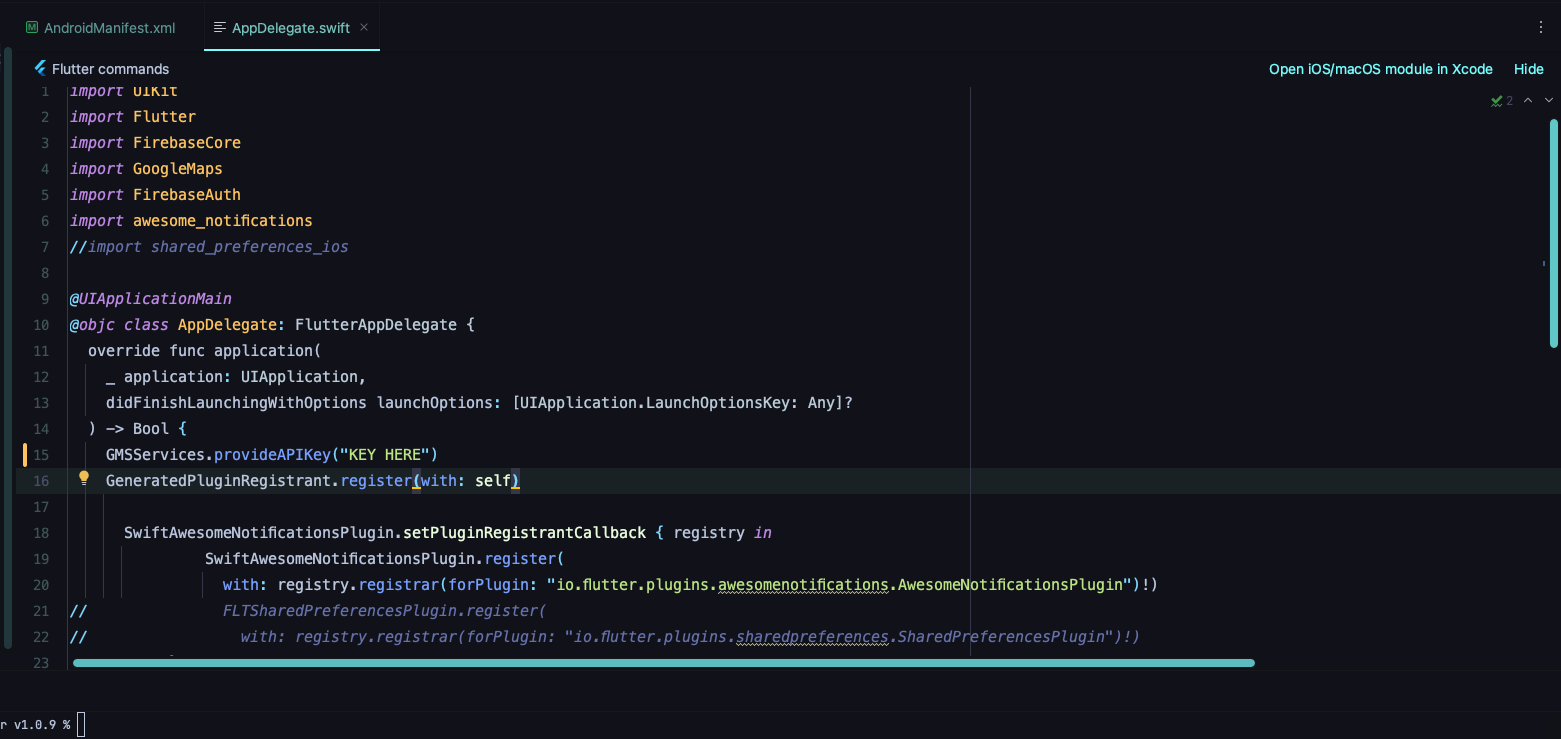 AndroidManifest.xml
AppDelegate.swift
Flutter commands
Open iOS/macOS module in Xcode Hide
2
1 import UIKit
2 import Flutter
3 import FirebaseCore
4 import GoogleMaps
5 import FirebaseAuth
6 import awesome_notifications
7 //import shared_preferences_ios
8
9 @UIApplicationMain
10 @objc class AppDelegate: FlutterAppDelegate {
11 override func application(
12 _ application: UIApplication,
13 didFinishLaunchingWithOptions launchOptions: [UIApplication.LaunchOptionsKey: Any]?
14 ) -> Bool {
15 GMSServices.provideAPIKey("KEY HERE")
16 GeneratedPluginRegistrant.register(with: self)
17
18 SwiftAwesomeNotificationsPlugin.setPluginRegistrantCallback { registry in
19 SwiftAwesomeNotificationsPlugin.register(
20 with: registry.registrar(forPlugin: "io.flutter.plugins.awesomenotifications.AwesomeNotificationsPlugin")!)
21 // FLTSharedPreferencesPlugin.register(
22 // with: registry.registrar(forPlugin: "io.flutter.plugins.sharedpreferences.SharedPreferencesPlugin")!)
23
r v1.0.9 %